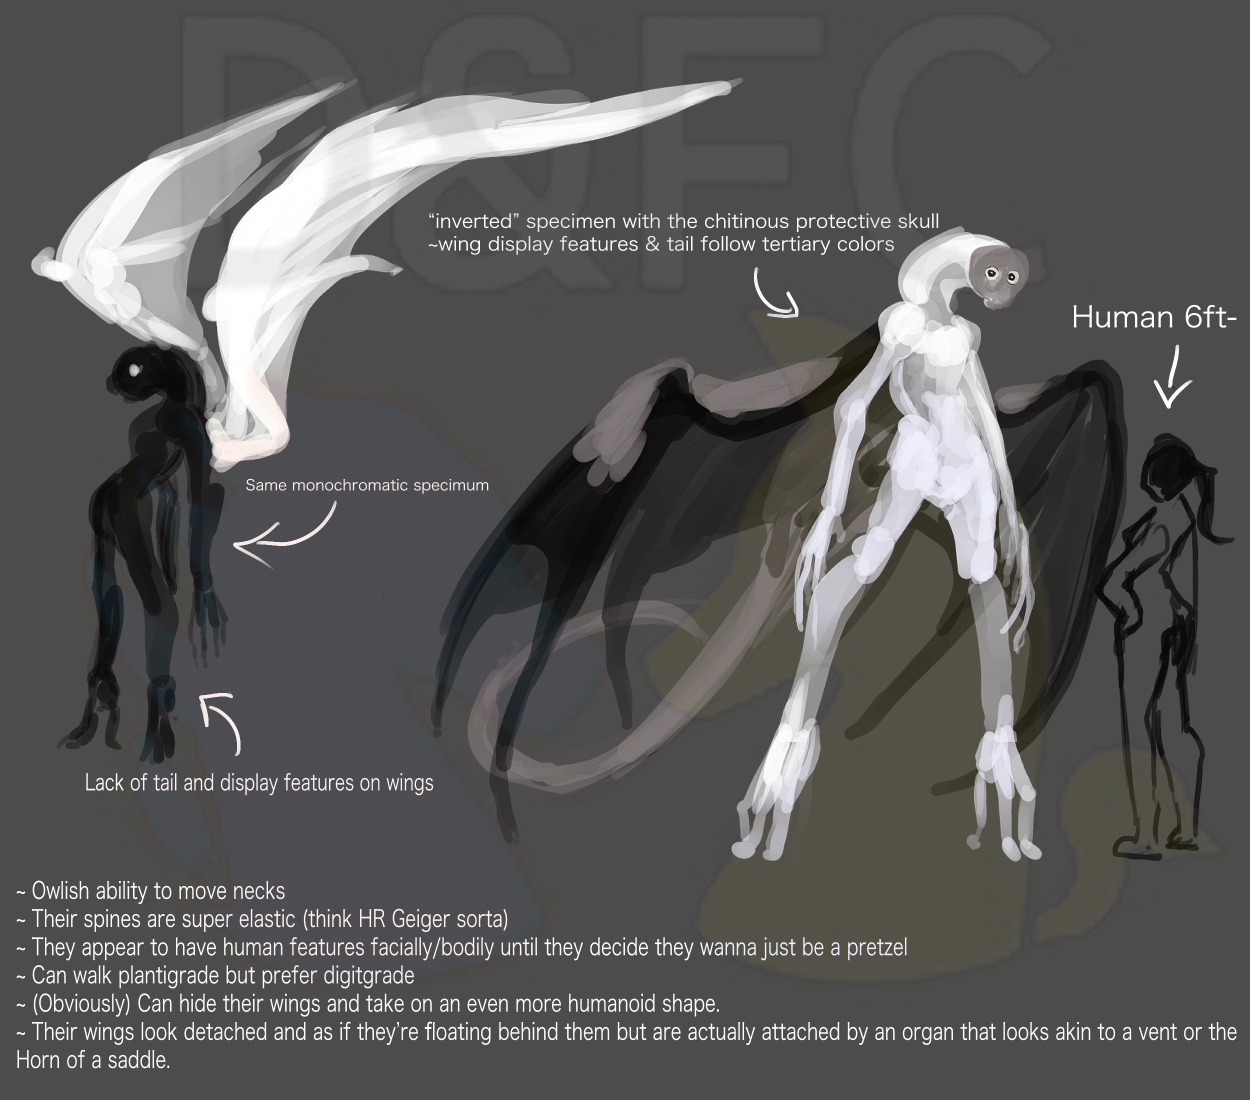 D&FC
"inverted" specimen with the chitinous protective skull
~wing display features & tail follow tertiary colors
Human 6ft-
Same monochromatic specimum
Lack of tail and display features on wings
~ Owlish ability to move necks
~ Their spines are super elastic (think HR Geiger sorta)
~ They appear to have human features facially/bodily until they decide they wanna just be a pretzel
~ Can walk plantigrade but prefer digitgrade
~ (Obviously) Can hide their wings and take on an even more humanoid shape.
~ Their wings look detached and as if they're floating behind them but are actually attached by an organ that looks akin to a vent or the
Horn of a saddle.